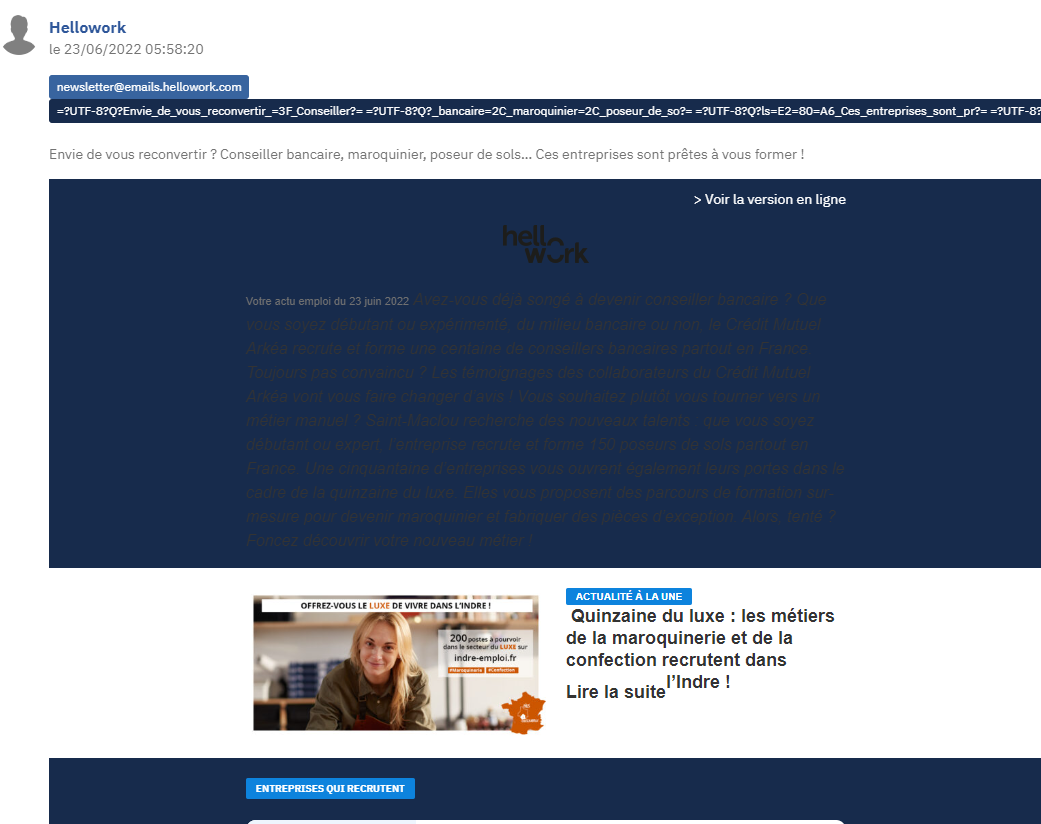 Hellowork
le 23/06/2022 05:58:20
newsletter@emails.hellowork.com
=?UTF-8?Q?Envie_de_vous_reconvertir_=3F_Conseiller?= =?UTF-8?Q?_bancaire=2C_maroquinier=2C_poseur_de_so?= =?UTF-8?Q?ls=E2=80=A6_Ces_entreprises_sont_pr?= =?UTF-8?
Envie de vous reconvertir ? Conseiller bancaire, maroquinier, poseur de sols... Ces entreprises sont prêtes à vous former !
> Voir la version en ligne
hello
work
Votre actu emploi du 23 juin 2022 Avez-vous déjà songé à devenir conseiller bancaire ? Que
vous soyez débutant ou expérimenté, du milieu bancaire ou non, le Crédit Mutuel
Arkéa recrute et forme une centaine de conseillers bancaires partout en France.
Toujours pas convaincu ? Les témoignages des collaborateurs du Crédit Mutuel
Arkéa vont vous faire changer d'avis ! Vous souhaitez plutôt vous tourner vers un
métier manuel ? Saint-Maclou recherche des nouveaux talents : que vous soyez
débutant ou expert, l'entreprise recrute et forme 150 poseurs de sols partout en
France. Une cinquantaine d'entreprises vous ouvrent également leurs portes dans le
cadre de la quinzaine du luxe. Elles vous proposent des parcours de formation sur-
mesure pour devenir maroquinier et fabriquer des pièces d'exception. Alors, tenté ?
Foncez découvrir votre nouveau métier !
OFFREZ-VOUS LE LUXE DE VIVRE DANS L'INDRE !
200 postes à pourvoir
dans le secteur du LUXE sur
indre-emploi.fr
#Maroquinerie #Confection
ACTUALITÉ À LA UNE
Quinzaine du luxe : les métiers
de la maroquinerie et de la
confection recrutent dans
l'Indre !
Lire la suite
ENTREPRISES QUI RECRUTENT